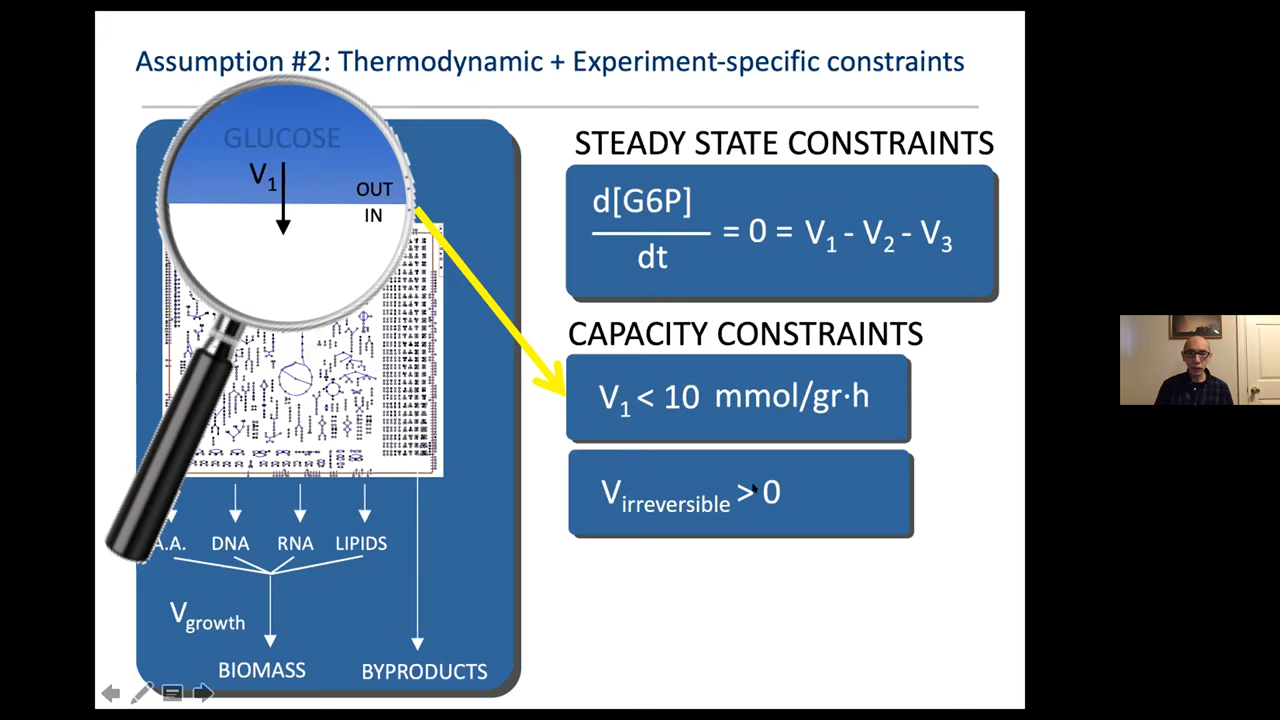 Assumption #2: Thermodynamic + Experiment-specific constraints
GLUCOSE
V1
OUT
IN
A.A.
DNA
RNA
LIPIDS
Vgrowth
BIOMASS
BYPRODUCTS
STEADY STATE CONSTRAINTS
d[G6P]
dt
= 0 = V1 - V2 - V3
CAPACITY CONSTRAINTS
V1 < 10 mmol/gr·h
Virreversible > 0